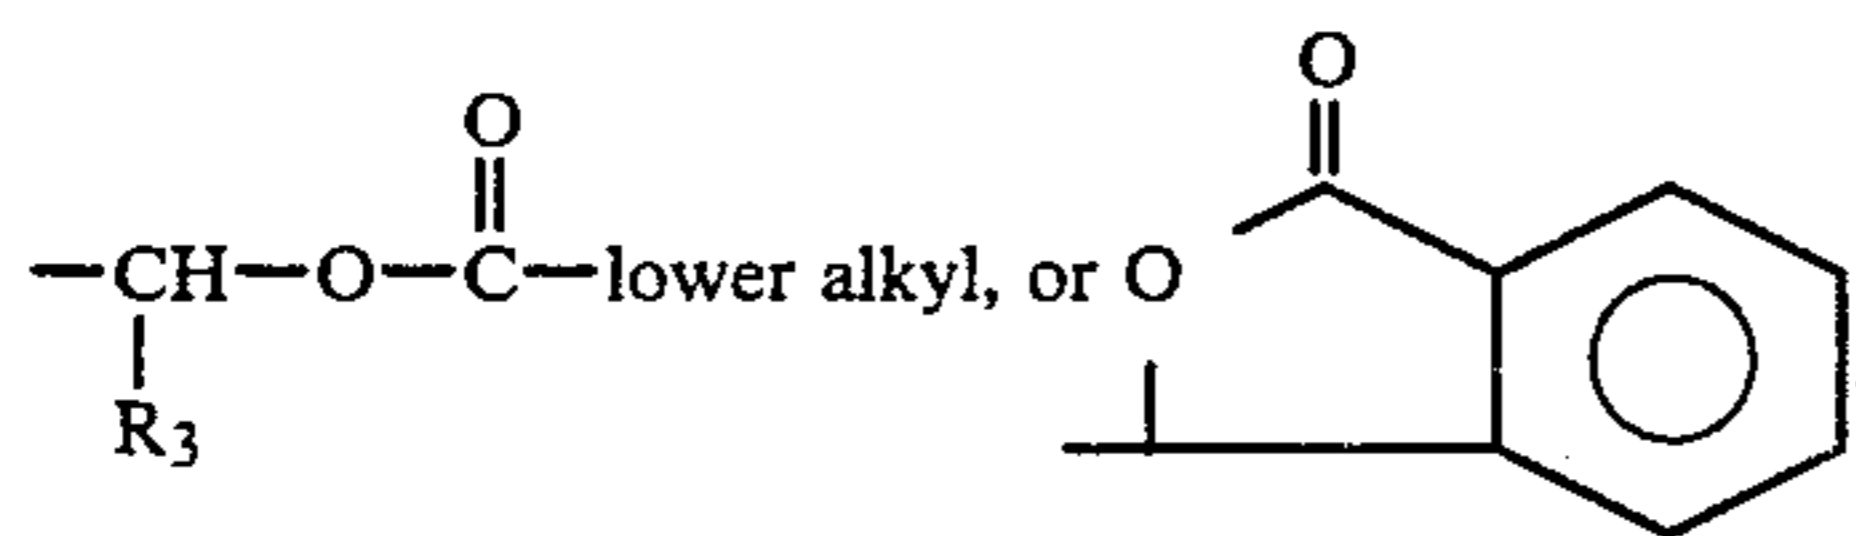 O
O
—CH—O—C—lower alkyl, or O
R₃